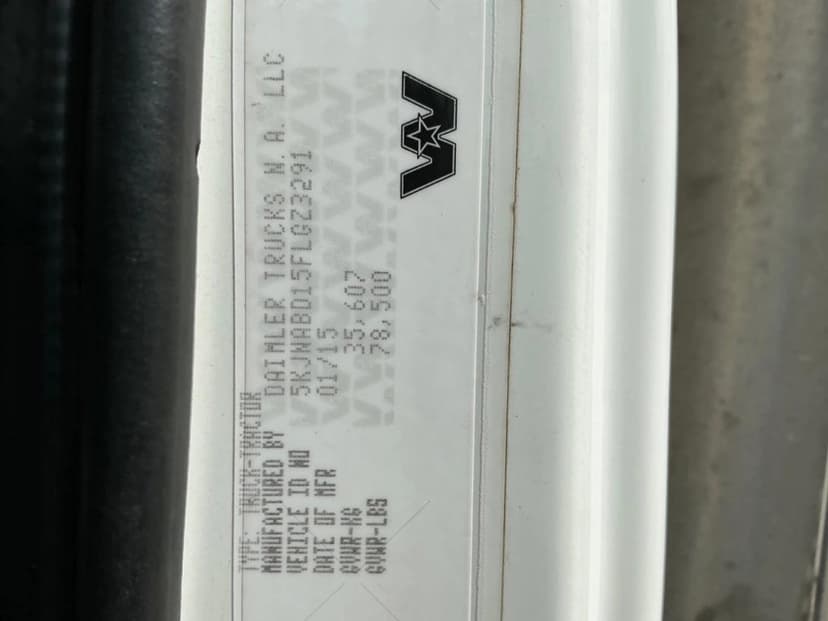 TYPE: TRUCK-TRACTOR
MANUFACTURED BY DAIMLER TRUCKS N. A. LLC
VEHICLE ID NO 5KJNABD15FLGZ3291
DATE OF MFR 01/15
GVWR-KG 35,607
GVWR-LBS 78,500
W